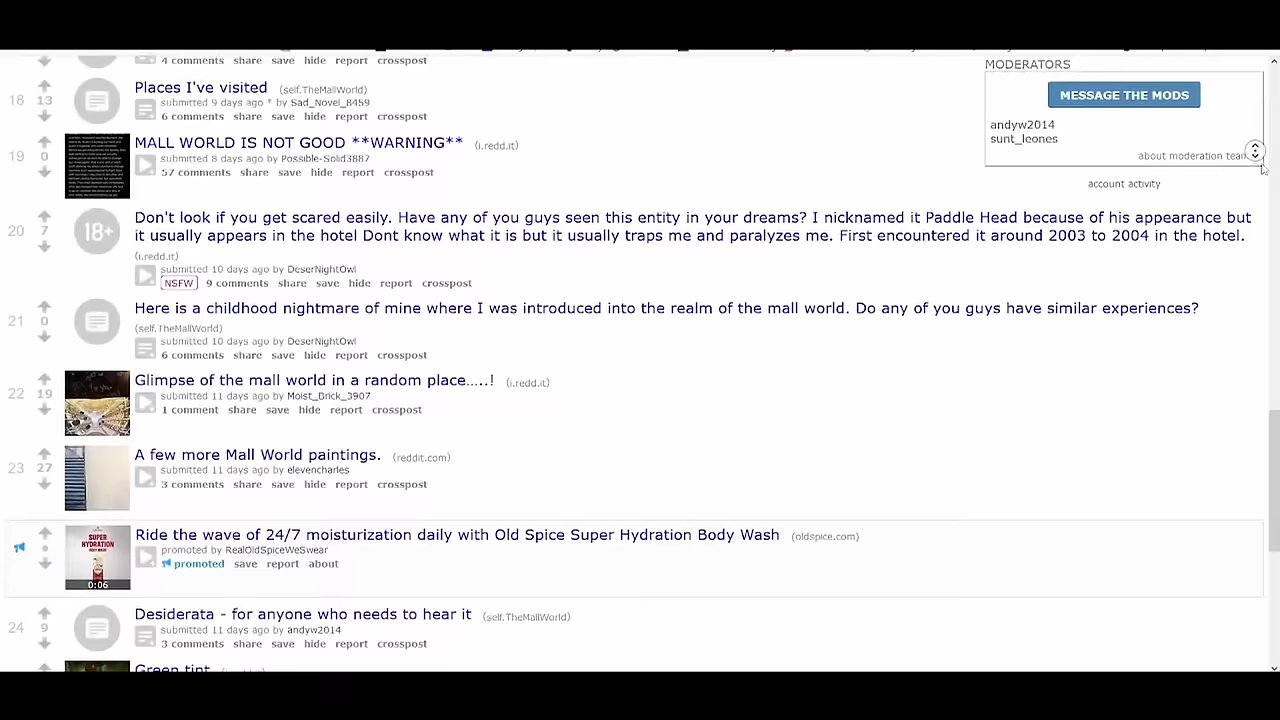 4 comments share save hide report crosspost
MODERATORS
MESSAGE THE MODS
andyw2014
sunt_leones
about moderation team
account activity
18 13 Places I've visited (self.TheMallWorld)
submitted 9 days ago * by Sad_Novel_8459
6 comments share save hide report crosspost
19 0 MALL WORLD IS NOT GOOD **WARNING** (i.redd.it)
submitted 8 days ago by Possible-Solid3887
57 comments share save hide report crosspost
20 7 18+ Don't look if you get scared easily. Have any of you guys seen this entity in your dreams? I nicknamed it Paddle Head because of his appearance but
it usually appears in the hotel Dont know what it is but it usually traps me and paralyzes me. First encountered it around 2003 to 2004 in the hotel.
(i.redd.it)
submitted 10 days ago by DeserNightOwl
NSFW 9 comments share save hide report crosspost
21 0 Here is a childhood nightmare of mine where I was introduced into the realm of the mall world. Do any of you guys have similar experiences?
(self.TheMallWorld)
submitted 10 days ago by DeserNightOwl
6 comments share save hide report crosspost
22 19 Glimpse of the mall world in a random place.....! (i.redd.it)
submitted 11 days ago by Moist_Brick_3907
1 comment share save hide report crosspost
23 27 A few more Mall World paintings. (reddit.com)
submitted 11 days ago by elevencharles
3 comments share save hide report crosspost
Ride the wave of 24/7 moisturization daily with Old Spice Super Hydration Body Wash (oldspice.com)
promoted by RealOldSpiceWeSwear
promoted save report about
SUPER
HYDRATION
BODY WASH
0:06
24 9 Desiderata - for anyone who needs to hear it (self.TheMallWorld)
submitted 11 days ago by andyw2014
3 comments share save hide report crosspost
Green tint